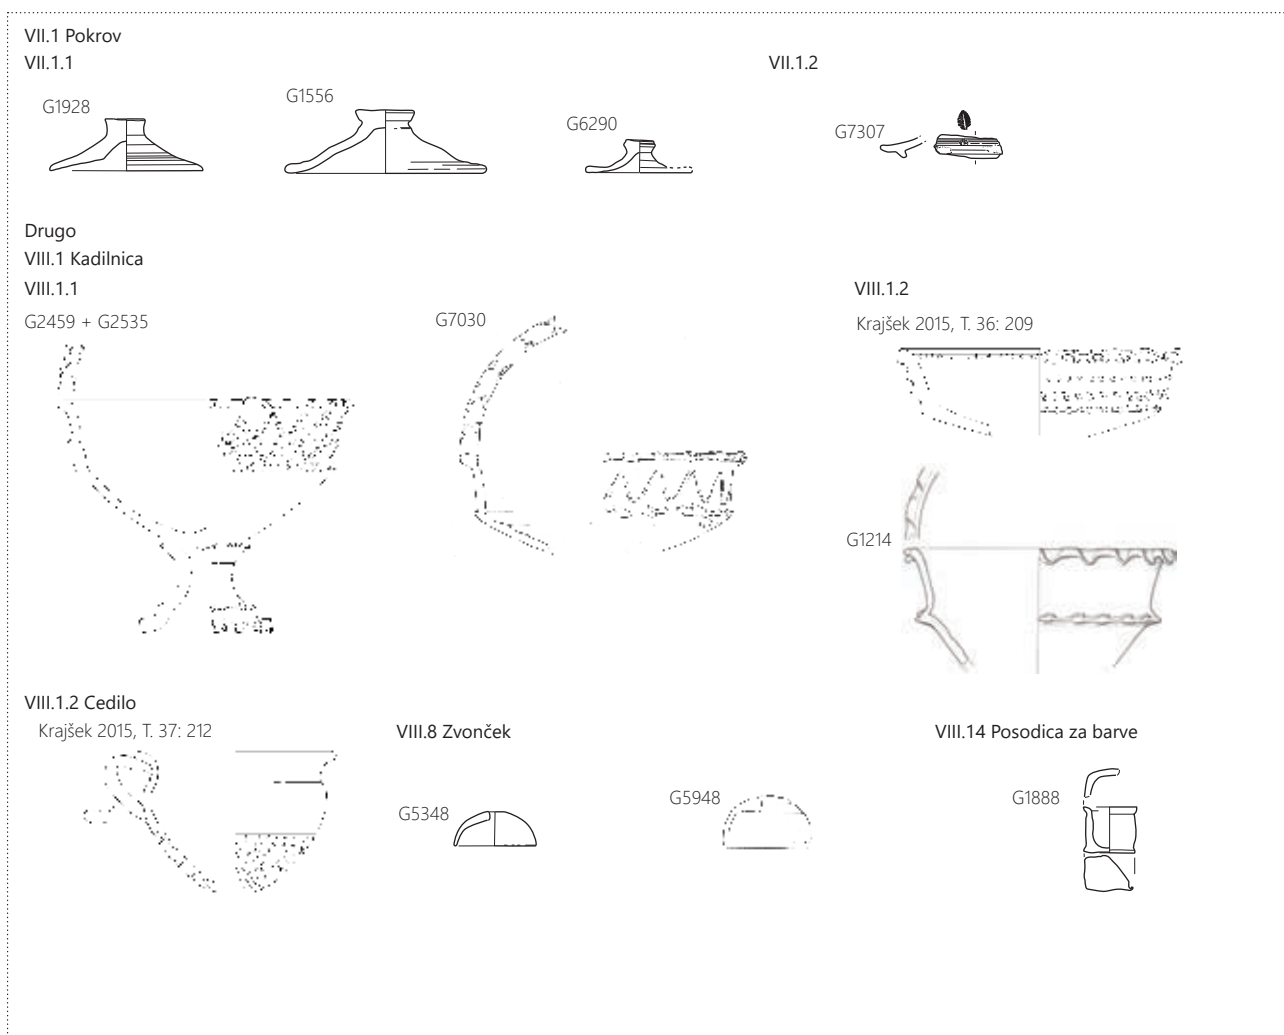 VII.1 Pokrov
VII.1.1
VII.1.2
G1928
G1556
G6290
G7307
Drugo
VIII.1 Kadilnica
VIII.1.1
VIII.1.2
G2459 + G2535
G7030
Krajšek 2015, T. 36: 209
G1214
VIII.1.2 Cedilo
Krajšek 2015, T. 37: 212
VIII.8 Zvonček
VIII.14 Posodica za barve
G5348
G5948
G1888